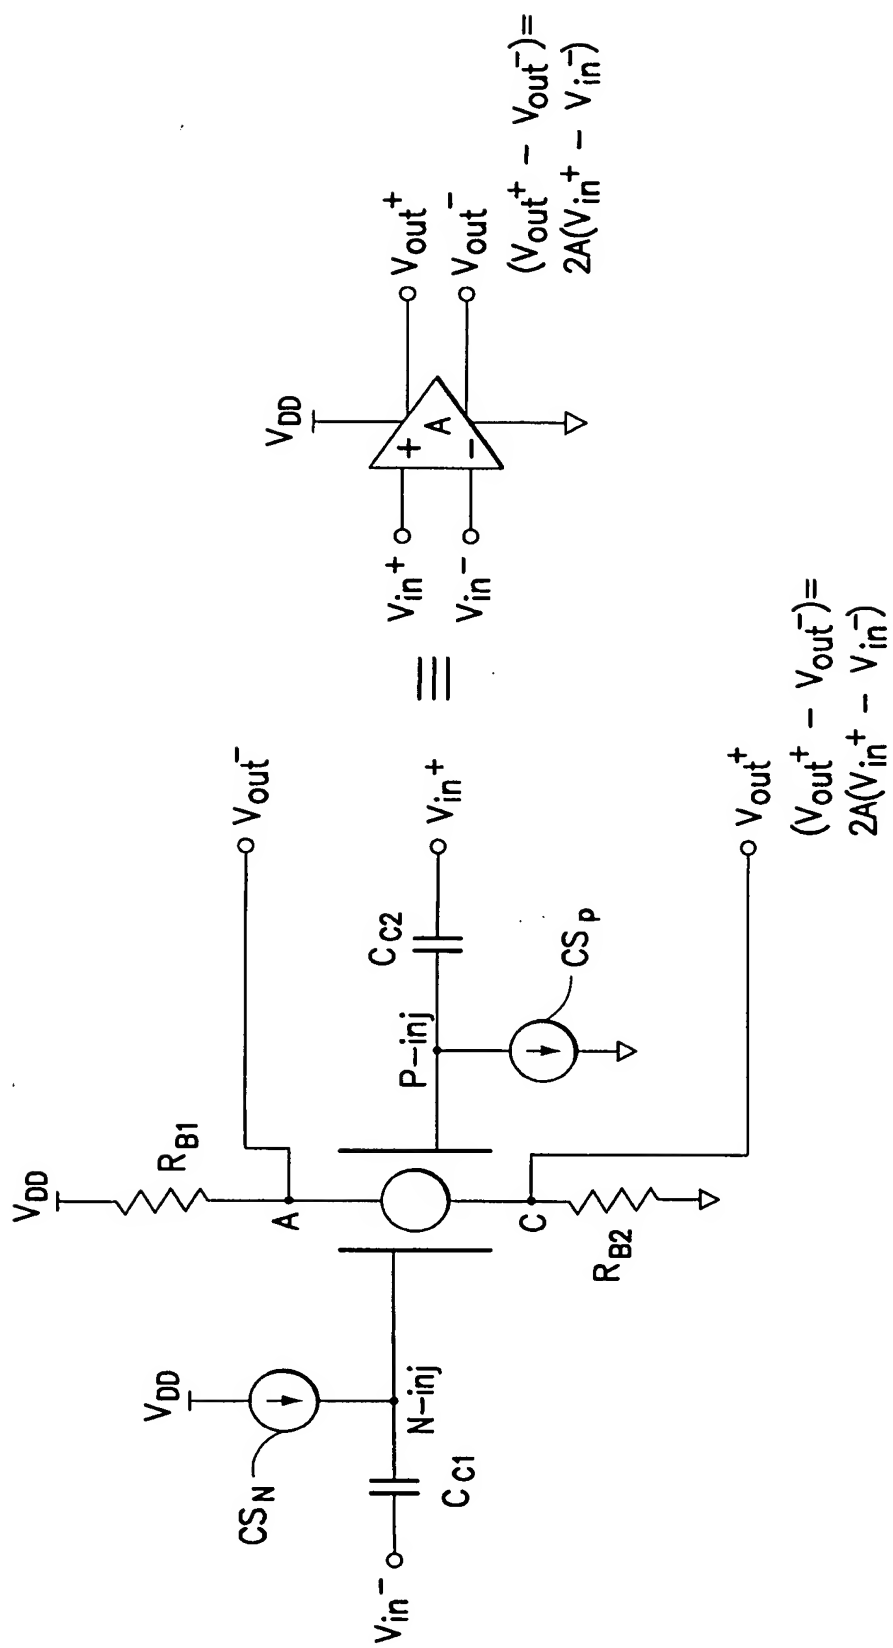 V_DD
R_B1
A
V_out^-
V_DD
CS_N
N-inj
V_in^-
C_C1
P-inj
C_C2
V_in^+
CS_p
C
R_B2
V_out^+
(V_out^+ - V_out^-)=
2A(V_in^+ - V_in^-)
≡
V_DD
V_in^+
V_in^-
+
A
-
V_out^+
V_out^-
(V_out^+ - V_out^-)=
2A(V_in^+ - V_in^-)